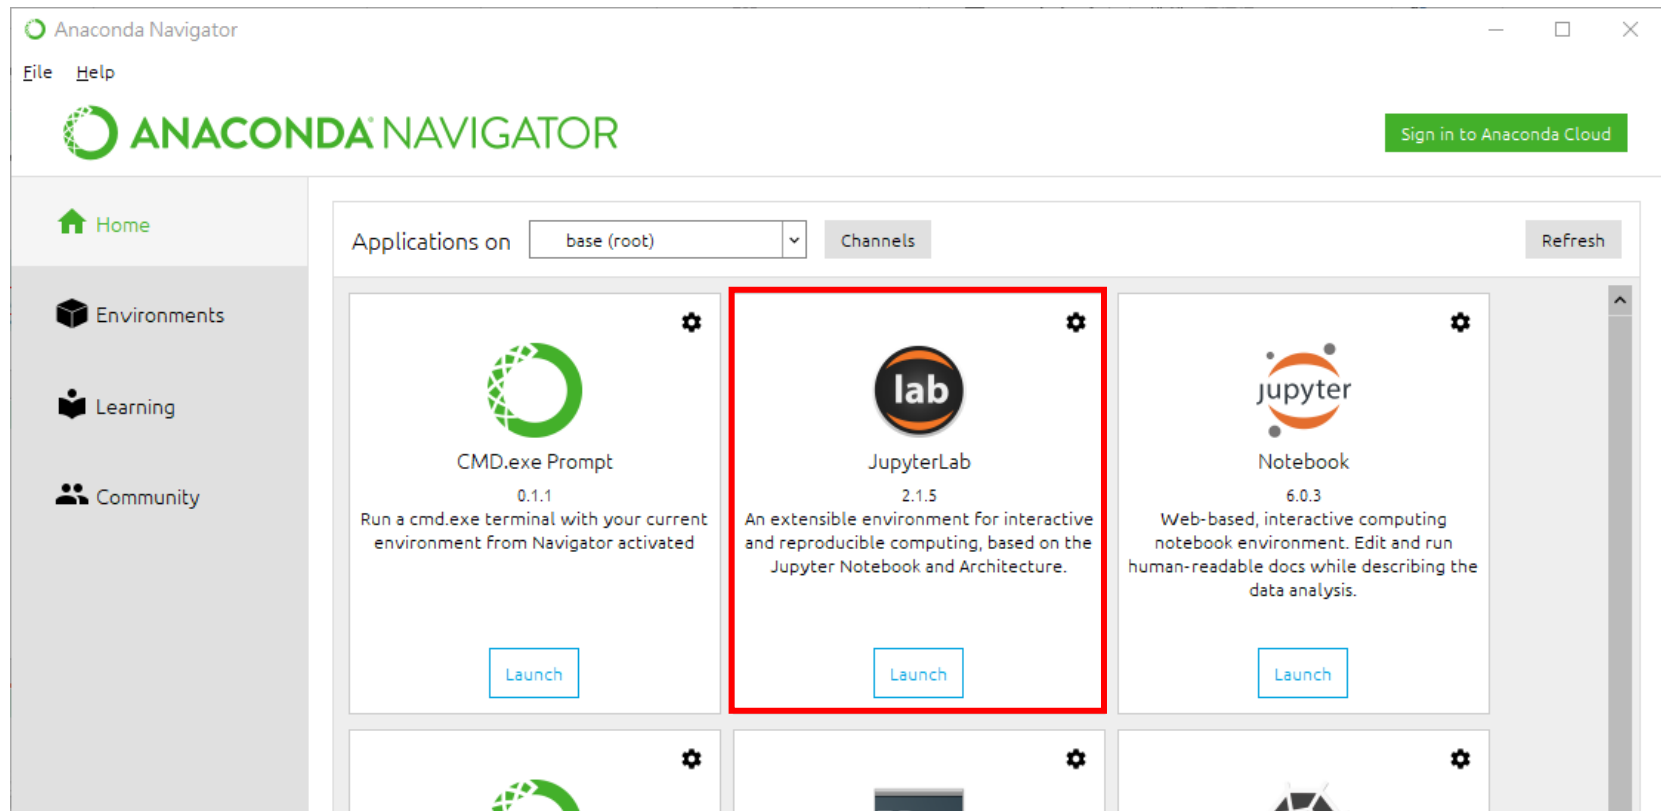 Anaconda Navigator
File Help
ANACONDA NAVIGATOR
Sign in to Anaconda Cloud
Home
Environments
Learning
Community
Applications on base (root) Channels Refresh
CMD.exe Prompt
0.1.1
Run a cmd.exe terminal with your current
environment from Navigator activated
Launch
lab
JupyterLab
2.1.5
An extensible environment for interactive
and reproducible computing, based on the
Jupyter Notebook and Architecture.
Launch
jupyter
Notebook
6.0.3
Web-based, interactive computing
notebook environment. Edit and run
human-readable docs while describing the
data analysis.
Launch